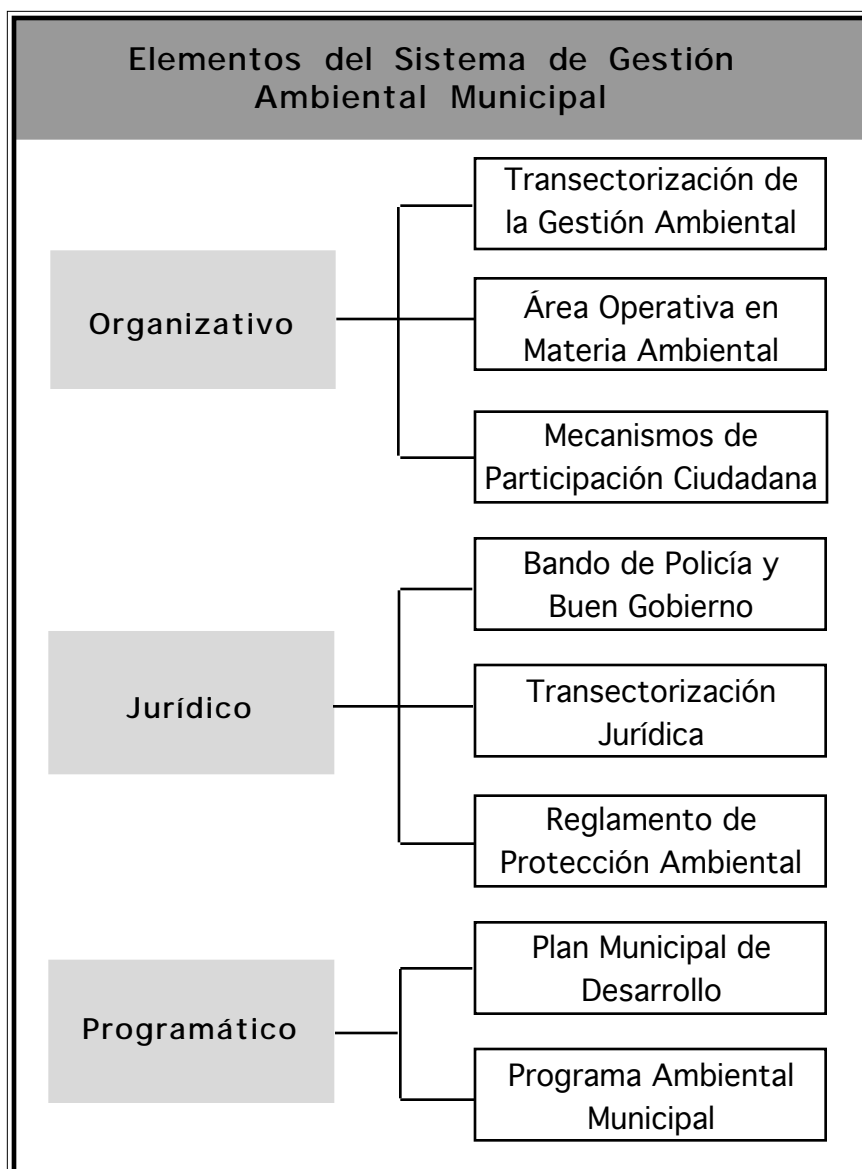 Elementos del Sistema de Gestión
Ambiental Municipal
Transectorización de
la Gestión Ambiental
Organizativo
Área Operativa en
Materia Ambiental
Mecanismos de
Participación Ciudadana
Bando de Policía y
Buen Gobierno
Jurídico
Transectorización
Jurídica
Reglamento de
Protección Ambiental
Plan Municipal de
Desarrollo
Programático
Programa Ambiental
Municipal